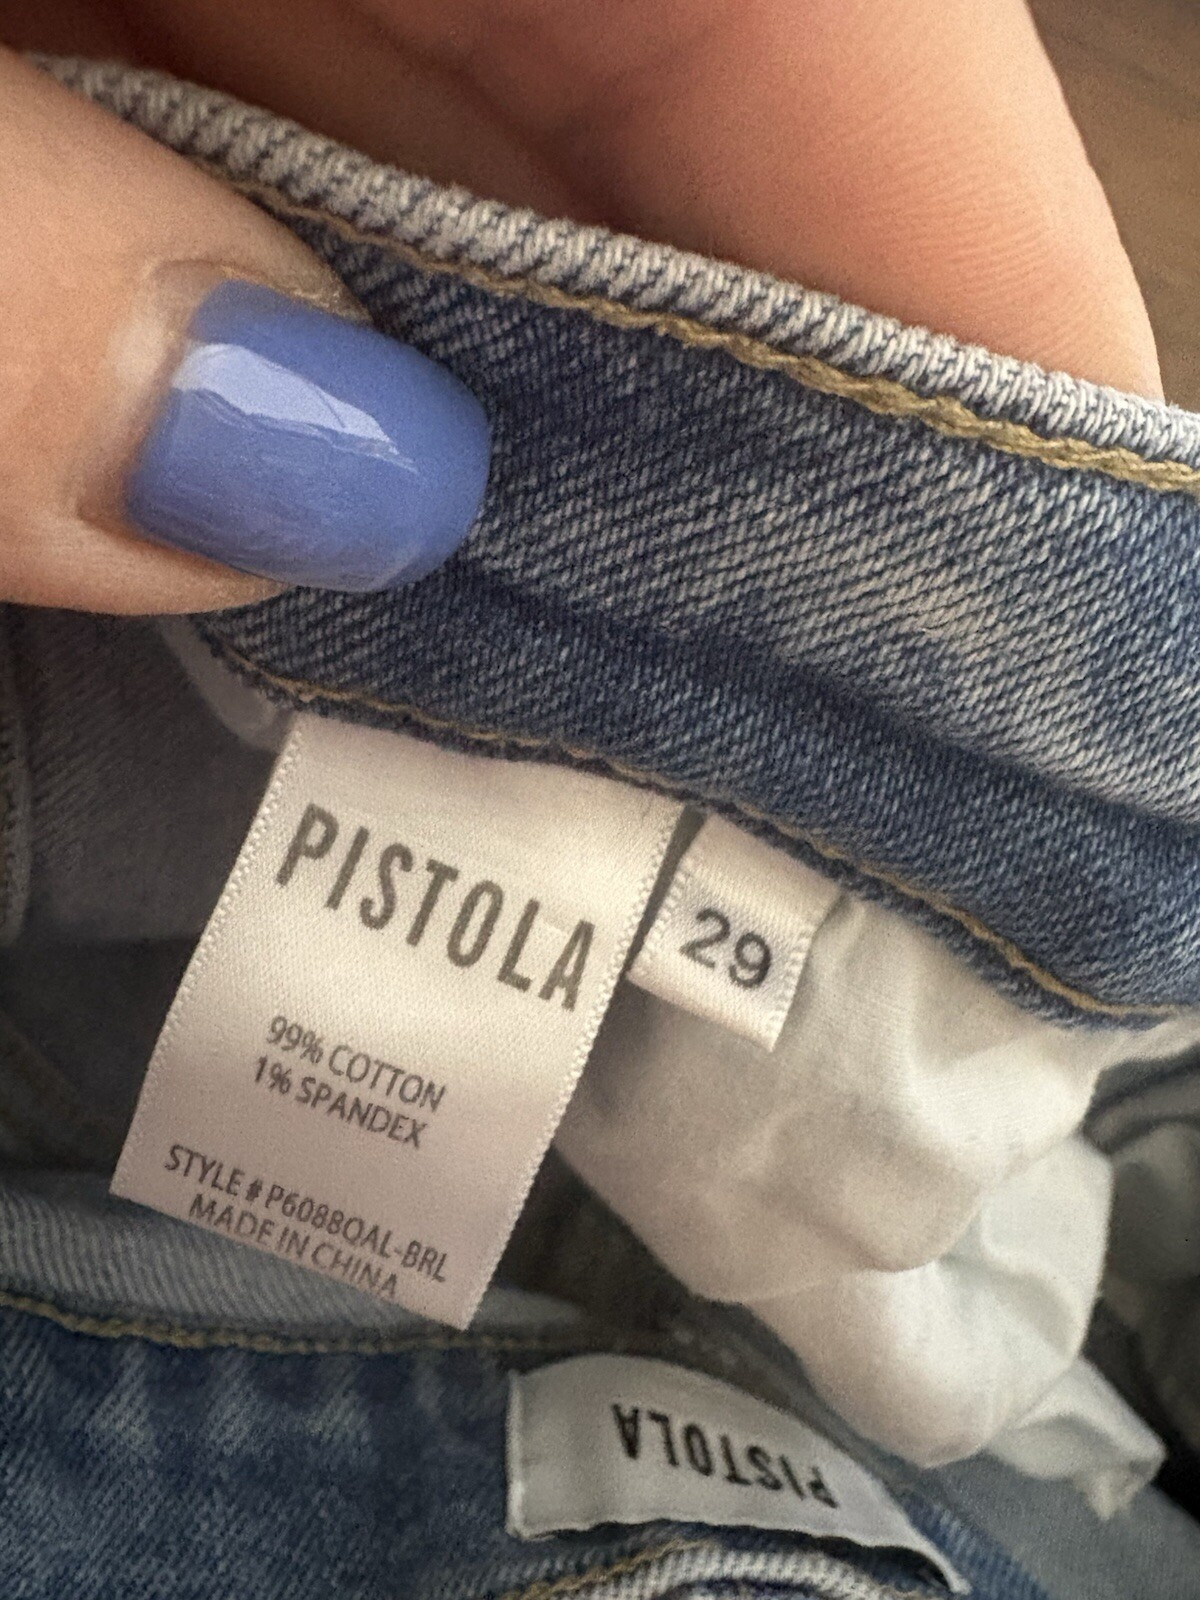 PISTOLA
29
99% COTTON
1% SPANDEX
STYLE # P6088OAL-BRL
MADE IN CHINA
PISTOLA